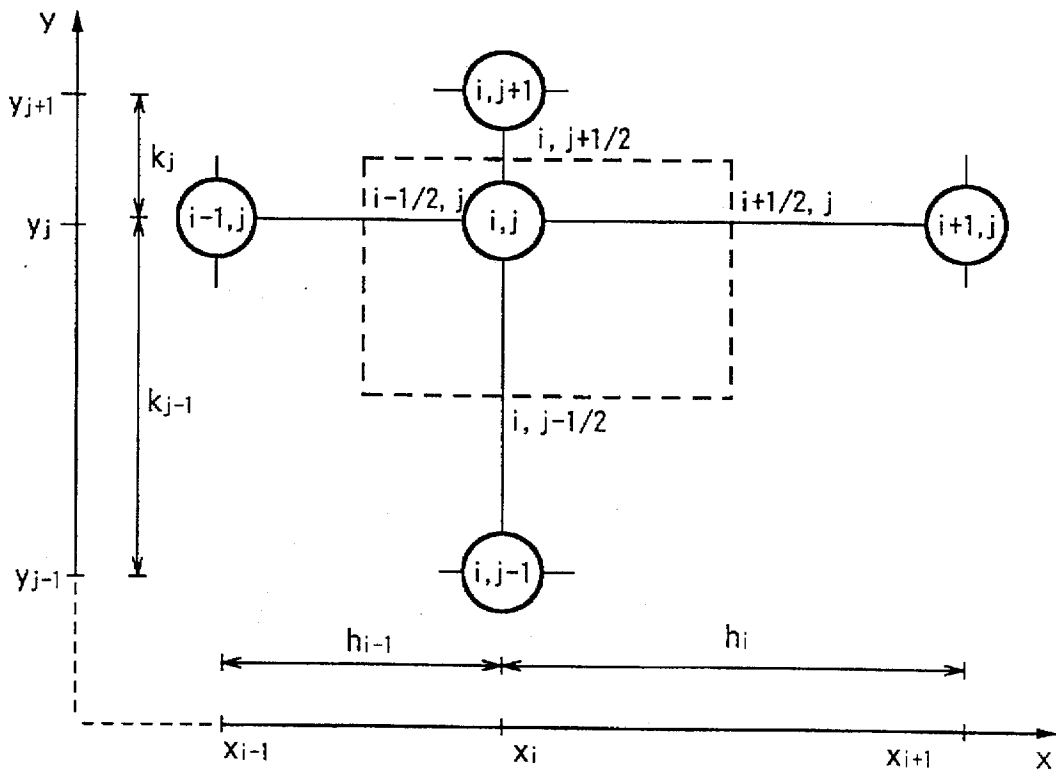 y
i, j+1
y_{j+1}
i, j+1/2
k_j
i-1/2, j
i+1/2, j
i-1, j
i, j
i+1, j
y_j
k_{j-1}
i, j-1/2
y_{j-1}
i, j-1
h_{i-1}
h_i
x_{i-1}
x_i
x_{i+1}
x